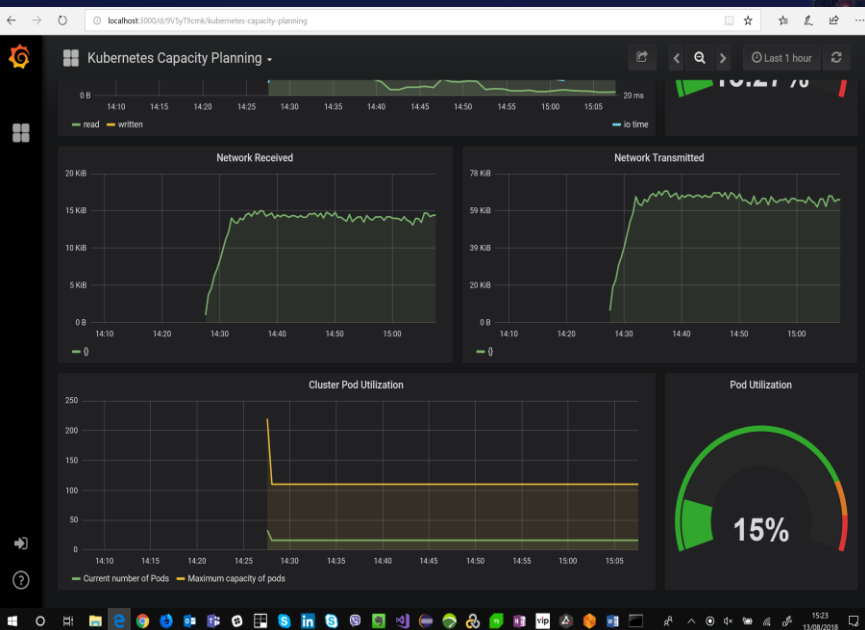 localhost:3000/d/9V5yT9cmk/kubernetes-capacity-planning
Kubernetes Capacity Planning
Last 1 hour
0 B
20 ms
14:10 14:15 14:20 14:25 14:30 14:35 14:40 14:45 14:50 14:55 15:00 15:05
read written
io time
Network Received
20 KiB
15 KiB
10 KiB
5 KiB
0 B
14:10 14:20 14:30 14:40 14:50 15:00
{}
Network Transmitted
78 KiB
59 KiB
39 KiB
20 KiB
0 B
14:10 14:20 14:30 14:40 14:50 15:00
{}
Cluster Pod Utilization
250
200
150
100
50
0
14:10 14:15 14:20 14:25 14:30 14:35 14:40 14:45 14:50 14:55 15:00 15:05
Current number of Pods Maximum capacity of pods
Pod Utilization
15%
vip
15:23
13/08/2018